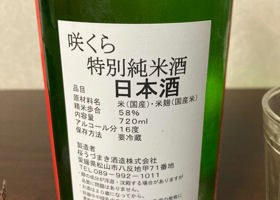 咲くら
特別純米酒
品目 日本酒
原材料名 米(国産)・米麹(国産米)
精米歩合 58%
内容量 720ml
アルコール分 16度
保存方法 要冷蔵
製造者
桜うづまき酒造株式会社
愛媛県松山市八反地甲71番地
TEL089-992-1011